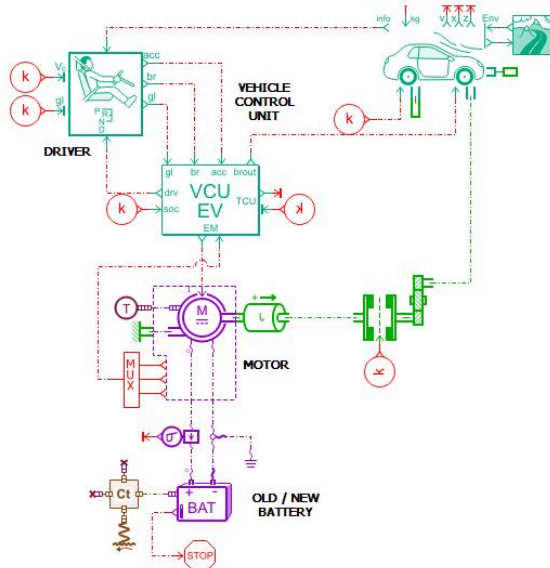 info
kg
v
x
z
Env
k
Vc
acc
br
k
gl
gl
P
R
N
D
DRIVER
VEHICLE
CONTROL
UNIT
k
gl
br
acc
brout
drv
VCU
EV
TCU
k
soc
k
EM
T
M
J
MUX
MOTOR
k
Ct
+
-
BAT
OLD / NEW
BATTERY
STOP